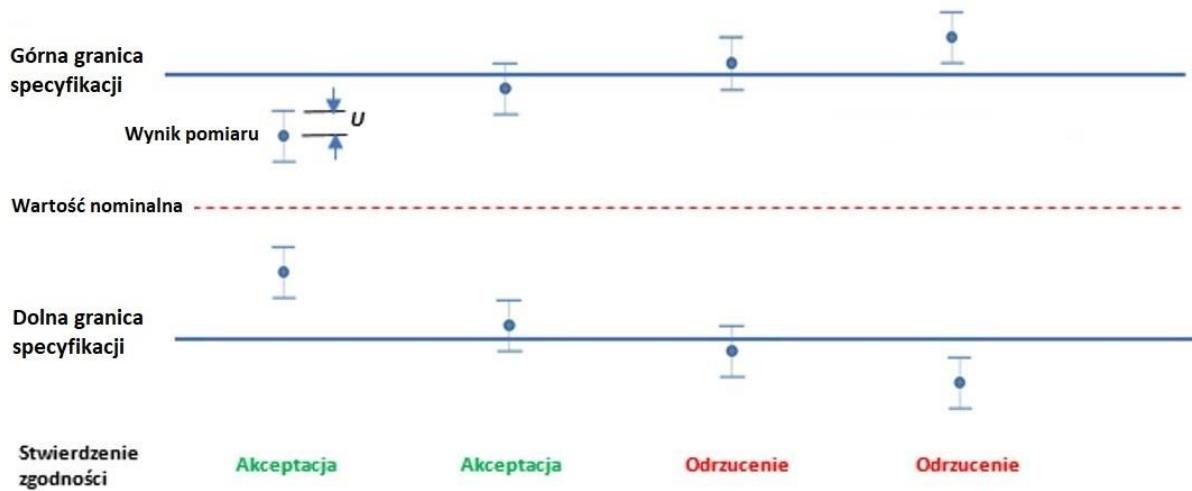 Górna granica
specyfikacji
U
Wynik pomiaru
Wartość nominalna
Dolna granica
specyfikacji
Stwierdzenie
zgodności
Akceptacja
Akceptacja
Odrzucenie
Odrzucenie